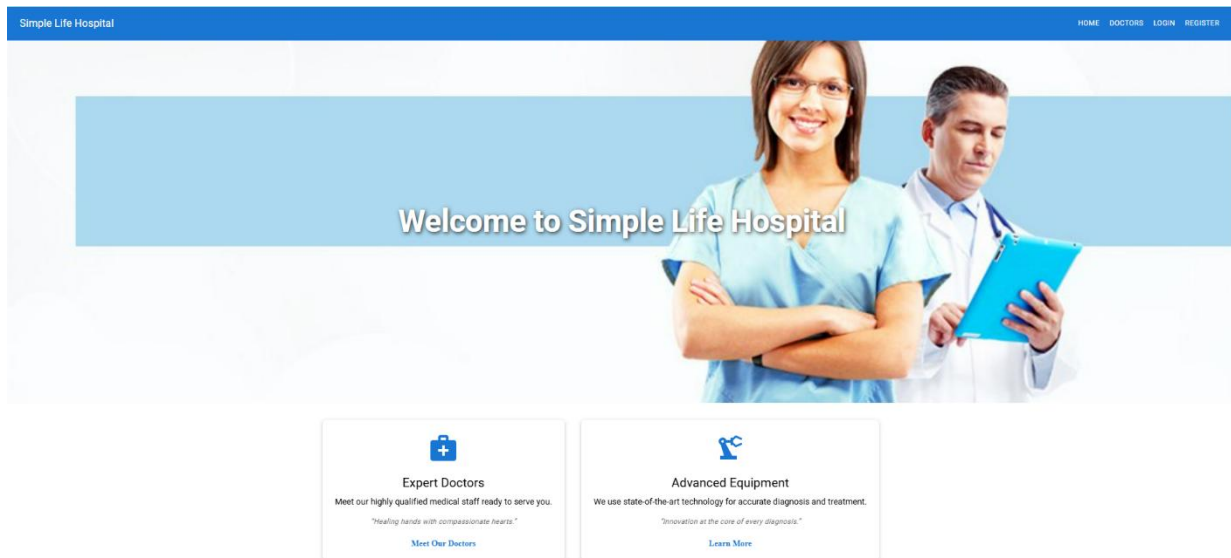 Simple Life Hospital
HOME DOCTORS LOGIN REGISTER
Welcome to Simple Life Hospital
Expert Doctors
Meet our highly qualified medical staff ready to serve you.
"Healing hands with compassionate hearts."
Meet Our Doctors
Advanced Equipment
We use state-of-the-art technology for accurate diagnosis and treatment.
"Innovation at the core of every diagnosis."
Learn More